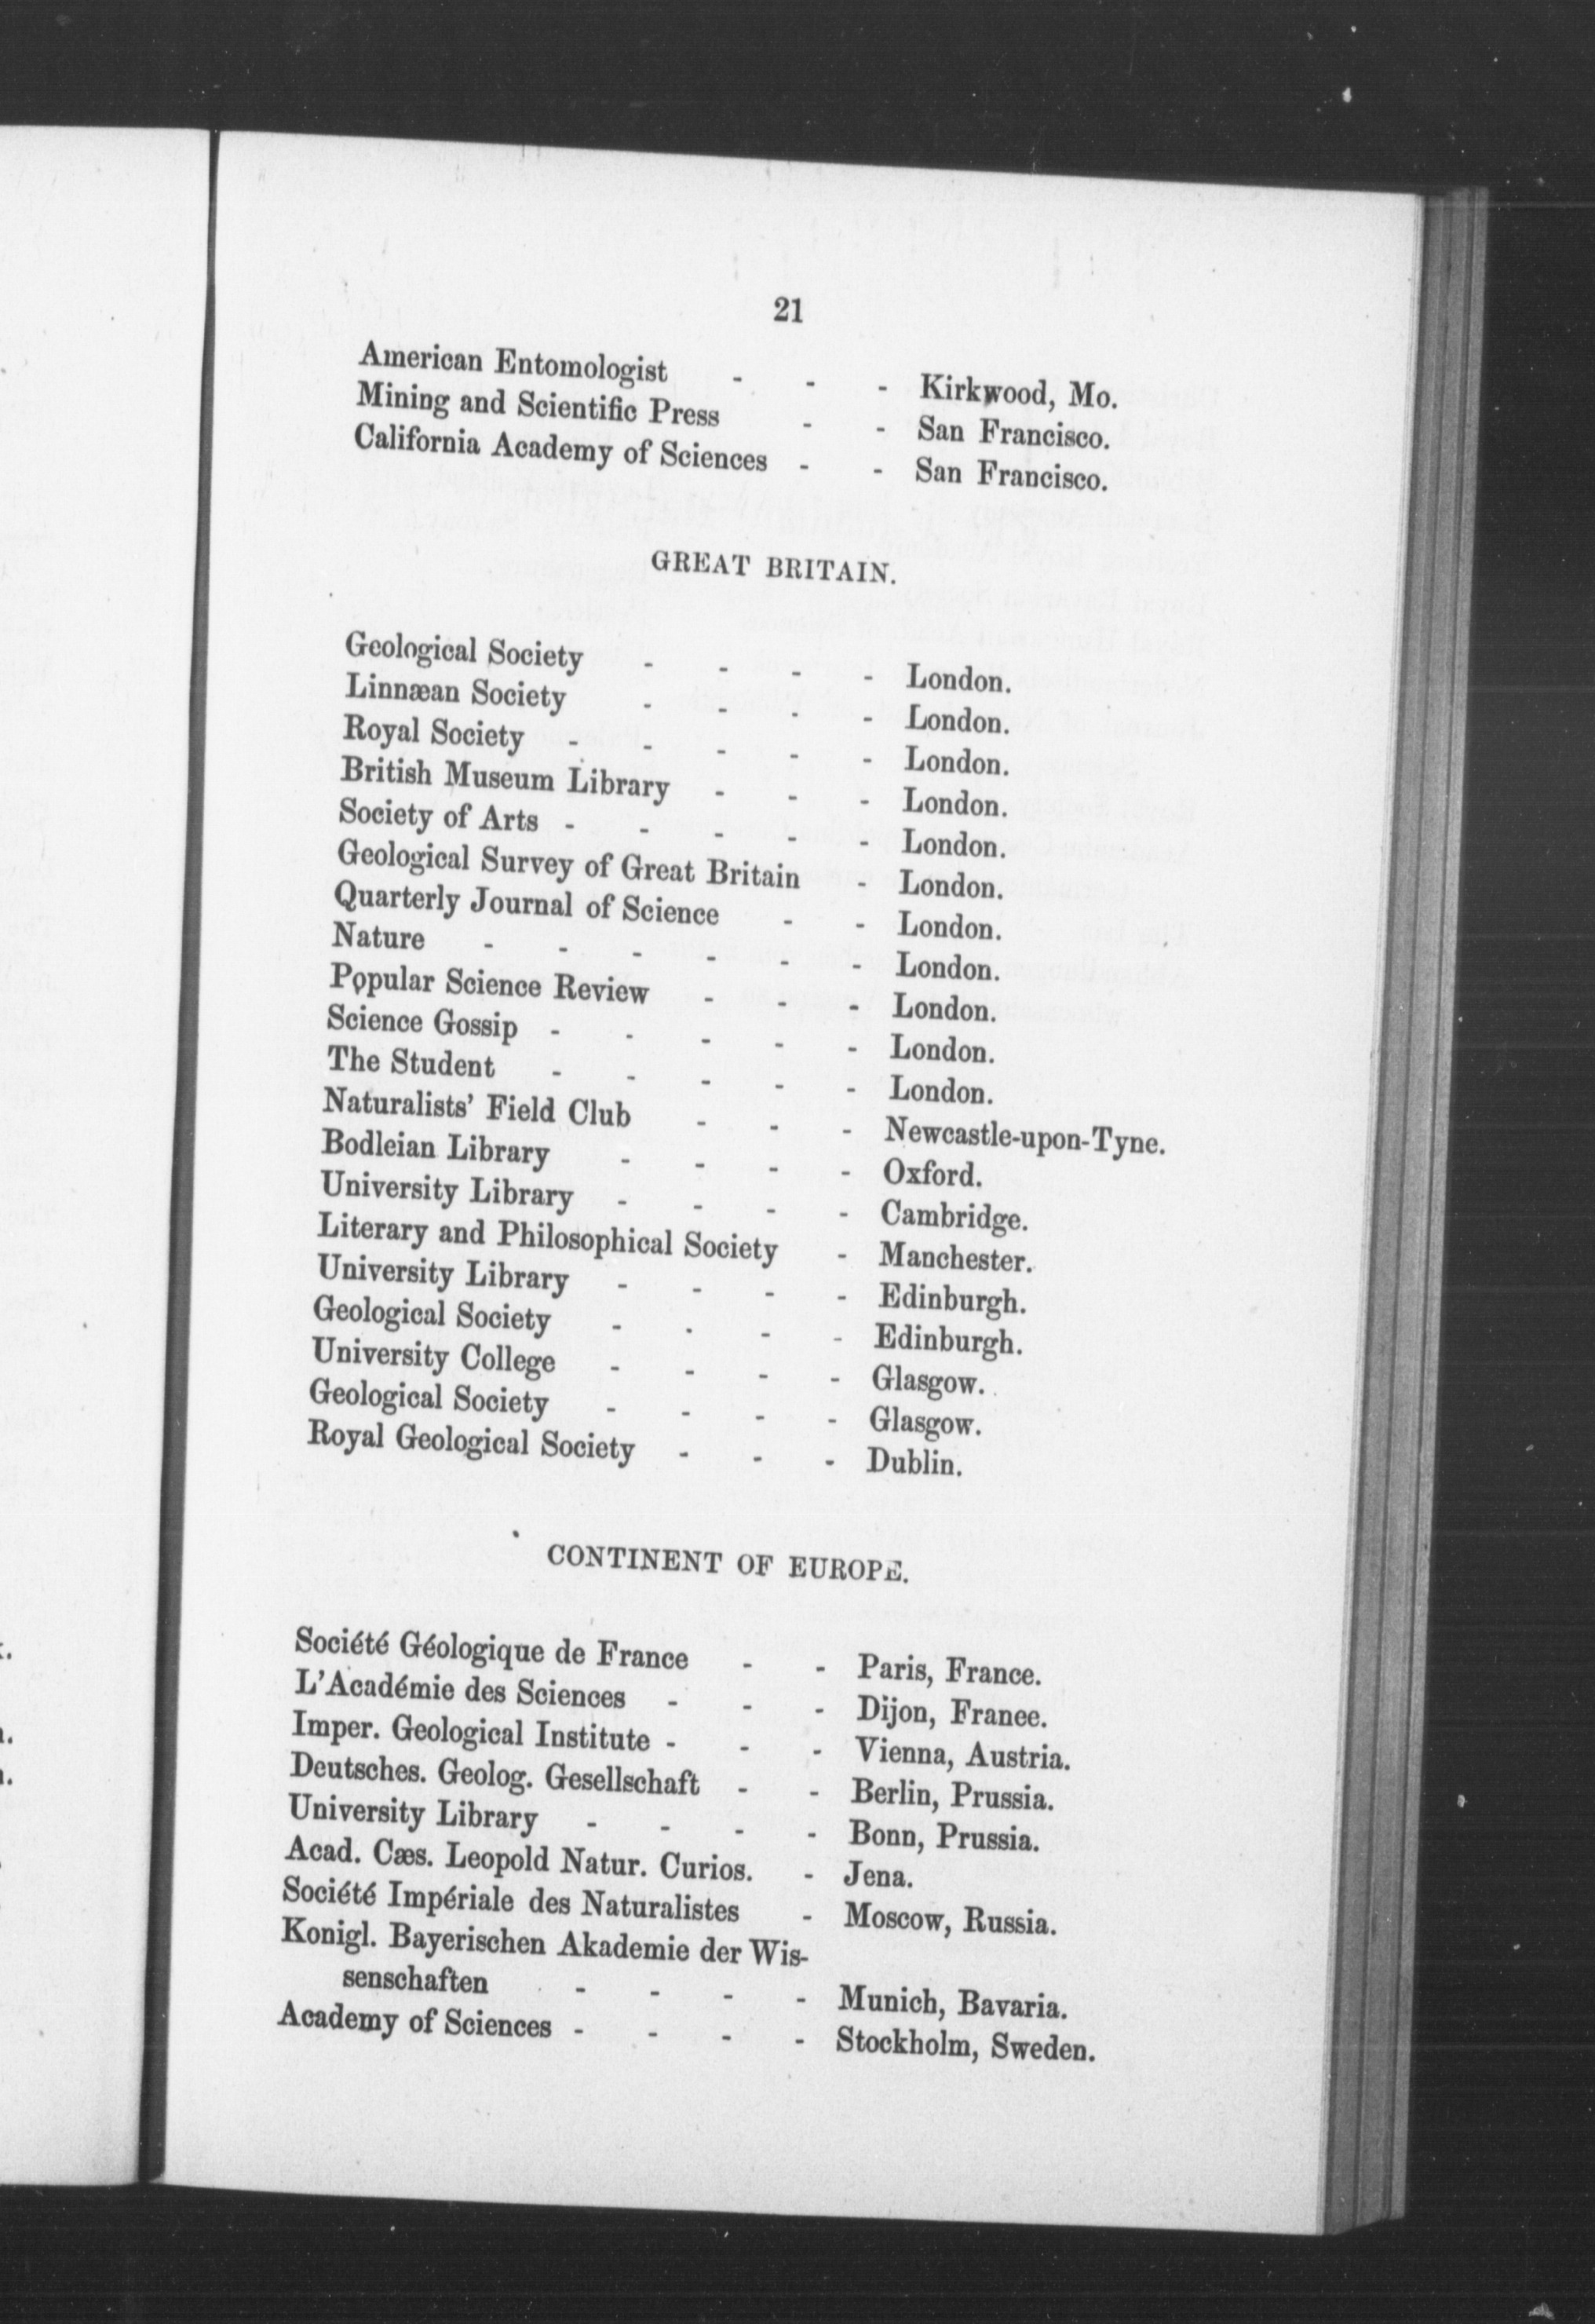 21
American Entomologist - - - Kirkwood, Mo.
Mining and Scientific Press - - San Francisco.
California Academy of Sciences - - San Francisco.
GREAT BRITAIN.
Geological Society - - - - London.
Linnæan Society - - - - London.
Royal Society - - - - - London.
British Museum Library - - - London.
Society of Arts - - - - - London.
Geological Survey of Great Britain - London.
Quarterly Journal of Science - - London.
Nature - - - - - - London.
Popular Science Review - - - London.
Science Gossip - - - - - London.
The Student - - - - - London.
Naturalists' Field Club - - - Newcastle-upon-Tyne.
Bodleian Library - - - - Oxford.
University Library - - - - Cambridge.
Literary and Philosophical Society - Manchester.
University Library - - - - Edinburgh.
Geological Society - - - - Edinburgh.
University College - - - - Glasgow.
Geological Society - - - - Glasgow.
Royal Geological Society - - - Dublin.
CONTINENT OF EUROPE.
Société Géologique de France - - Paris, France.
L'Académie des Sciences - - - Dijon, Franee.
Imper. Geological Institute - - - Vienna, Austria.
Deutsches. Geolog. Gesellschaft - - Berlin, Prussia.
University Library - - - - Bonn, Prussia.
Acad. Cæs. Leopold Natur. Curios. - Jena.
Société Impériale des Naturalistes - Moscow, Russia.
Konigl. Bayerischen Akademie der Wis-
senschaften - - - - Munich, Bavaria.
Academy of Sciences - - - - Stockholm, Sweden.